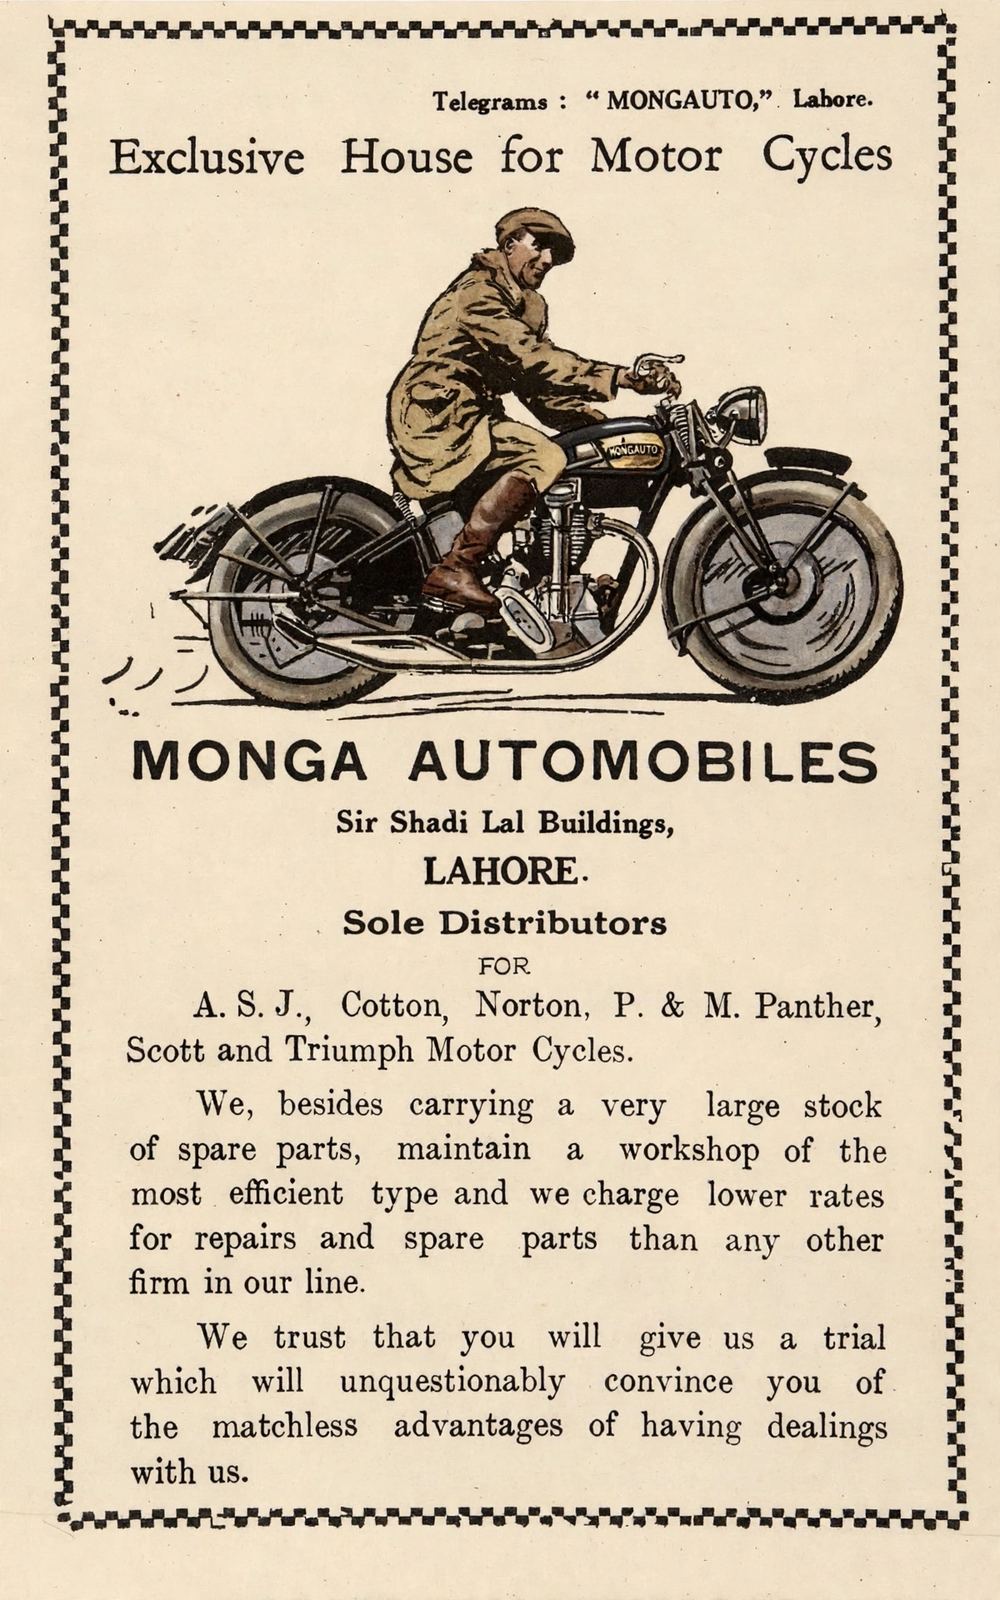 Telegrams : “ MONGAUTO,” Lahore.
Exclusive House for Motor Cycles
MONGAUTO
MONGA AUTOMOBILES
Sir Shadi Lal Buildings,
LAHORE.
Sole Distributors
FOR
A. S. J., Cotton, Norton, P. & M. Panther,
Scott and Triumph Motor Cycles.
We, besides carrying a very large stock
of spare parts, maintain a workshop of the
most efficient type and we charge lower rates
for repairs and spare parts than any other
firm in our line.
We trust that you will give us a trial
which will unquestionably convince you of
the matchless advantages of having dealings
with us.